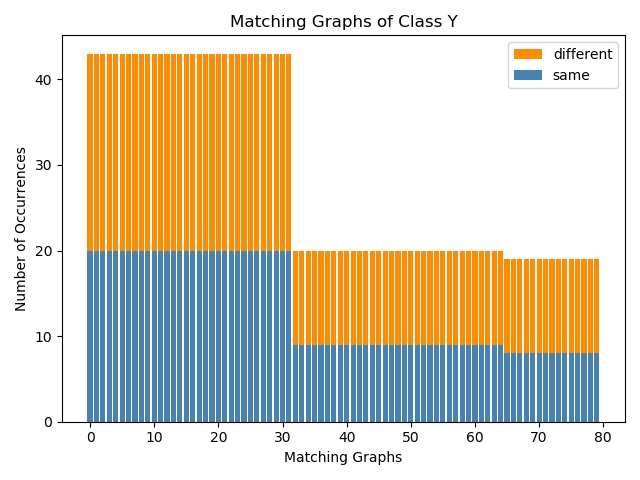 Matching Graphs of Class Y
different
same
Number of Occurrences
40
30
20
10
0
0 10 20 30 40 50 60 70 80
Matching Graphs